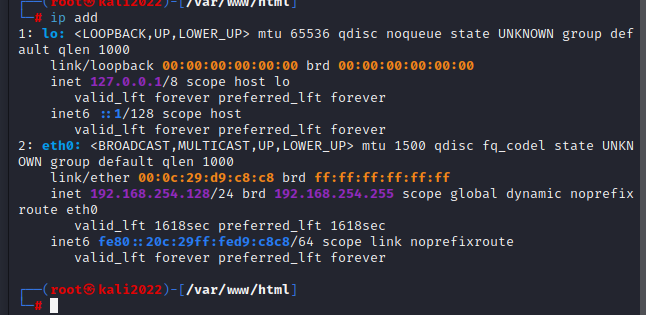 ┌──(root㉿kali2022)-[/var/www/html]
└─# ip add
1: lo: <LOOPBACK,UP,LOWER_UP> mtu 65536 qdisc noqueue state UNKNOWN group def
ault qlen 1000
    link/loopback 00:00:00:00:00:00 brd 00:00:00:00:00:00
    inet 127.0.0.1/8 scope host lo
       valid_lft forever preferred_lft forever
    inet6 ::1/128 scope host
       valid_lft forever preferred_lft forever
2: eth0: <BROADCAST,MULTICAST,UP,LOWER_UP> mtu 1500 qdisc fq_codel state UNKN
OWN group default qlen 1000
    link/ether 00:0c:29:d9:c8:c8 brd ff:ff:ff:ff:ff:ff
    inet 192.168.254.128/24 brd 192.168.254.255 scope global dynamic noprefix
route eth0
       valid_lft 1618sec preferred_lft 1618sec
    inet6 fe80::20c:29ff:fed9:c8c8/64 scope link noprefixroute
       valid_lft forever preferred_lft forever
┌──(root㉿kali2022)-[/var/www/html]
└─#